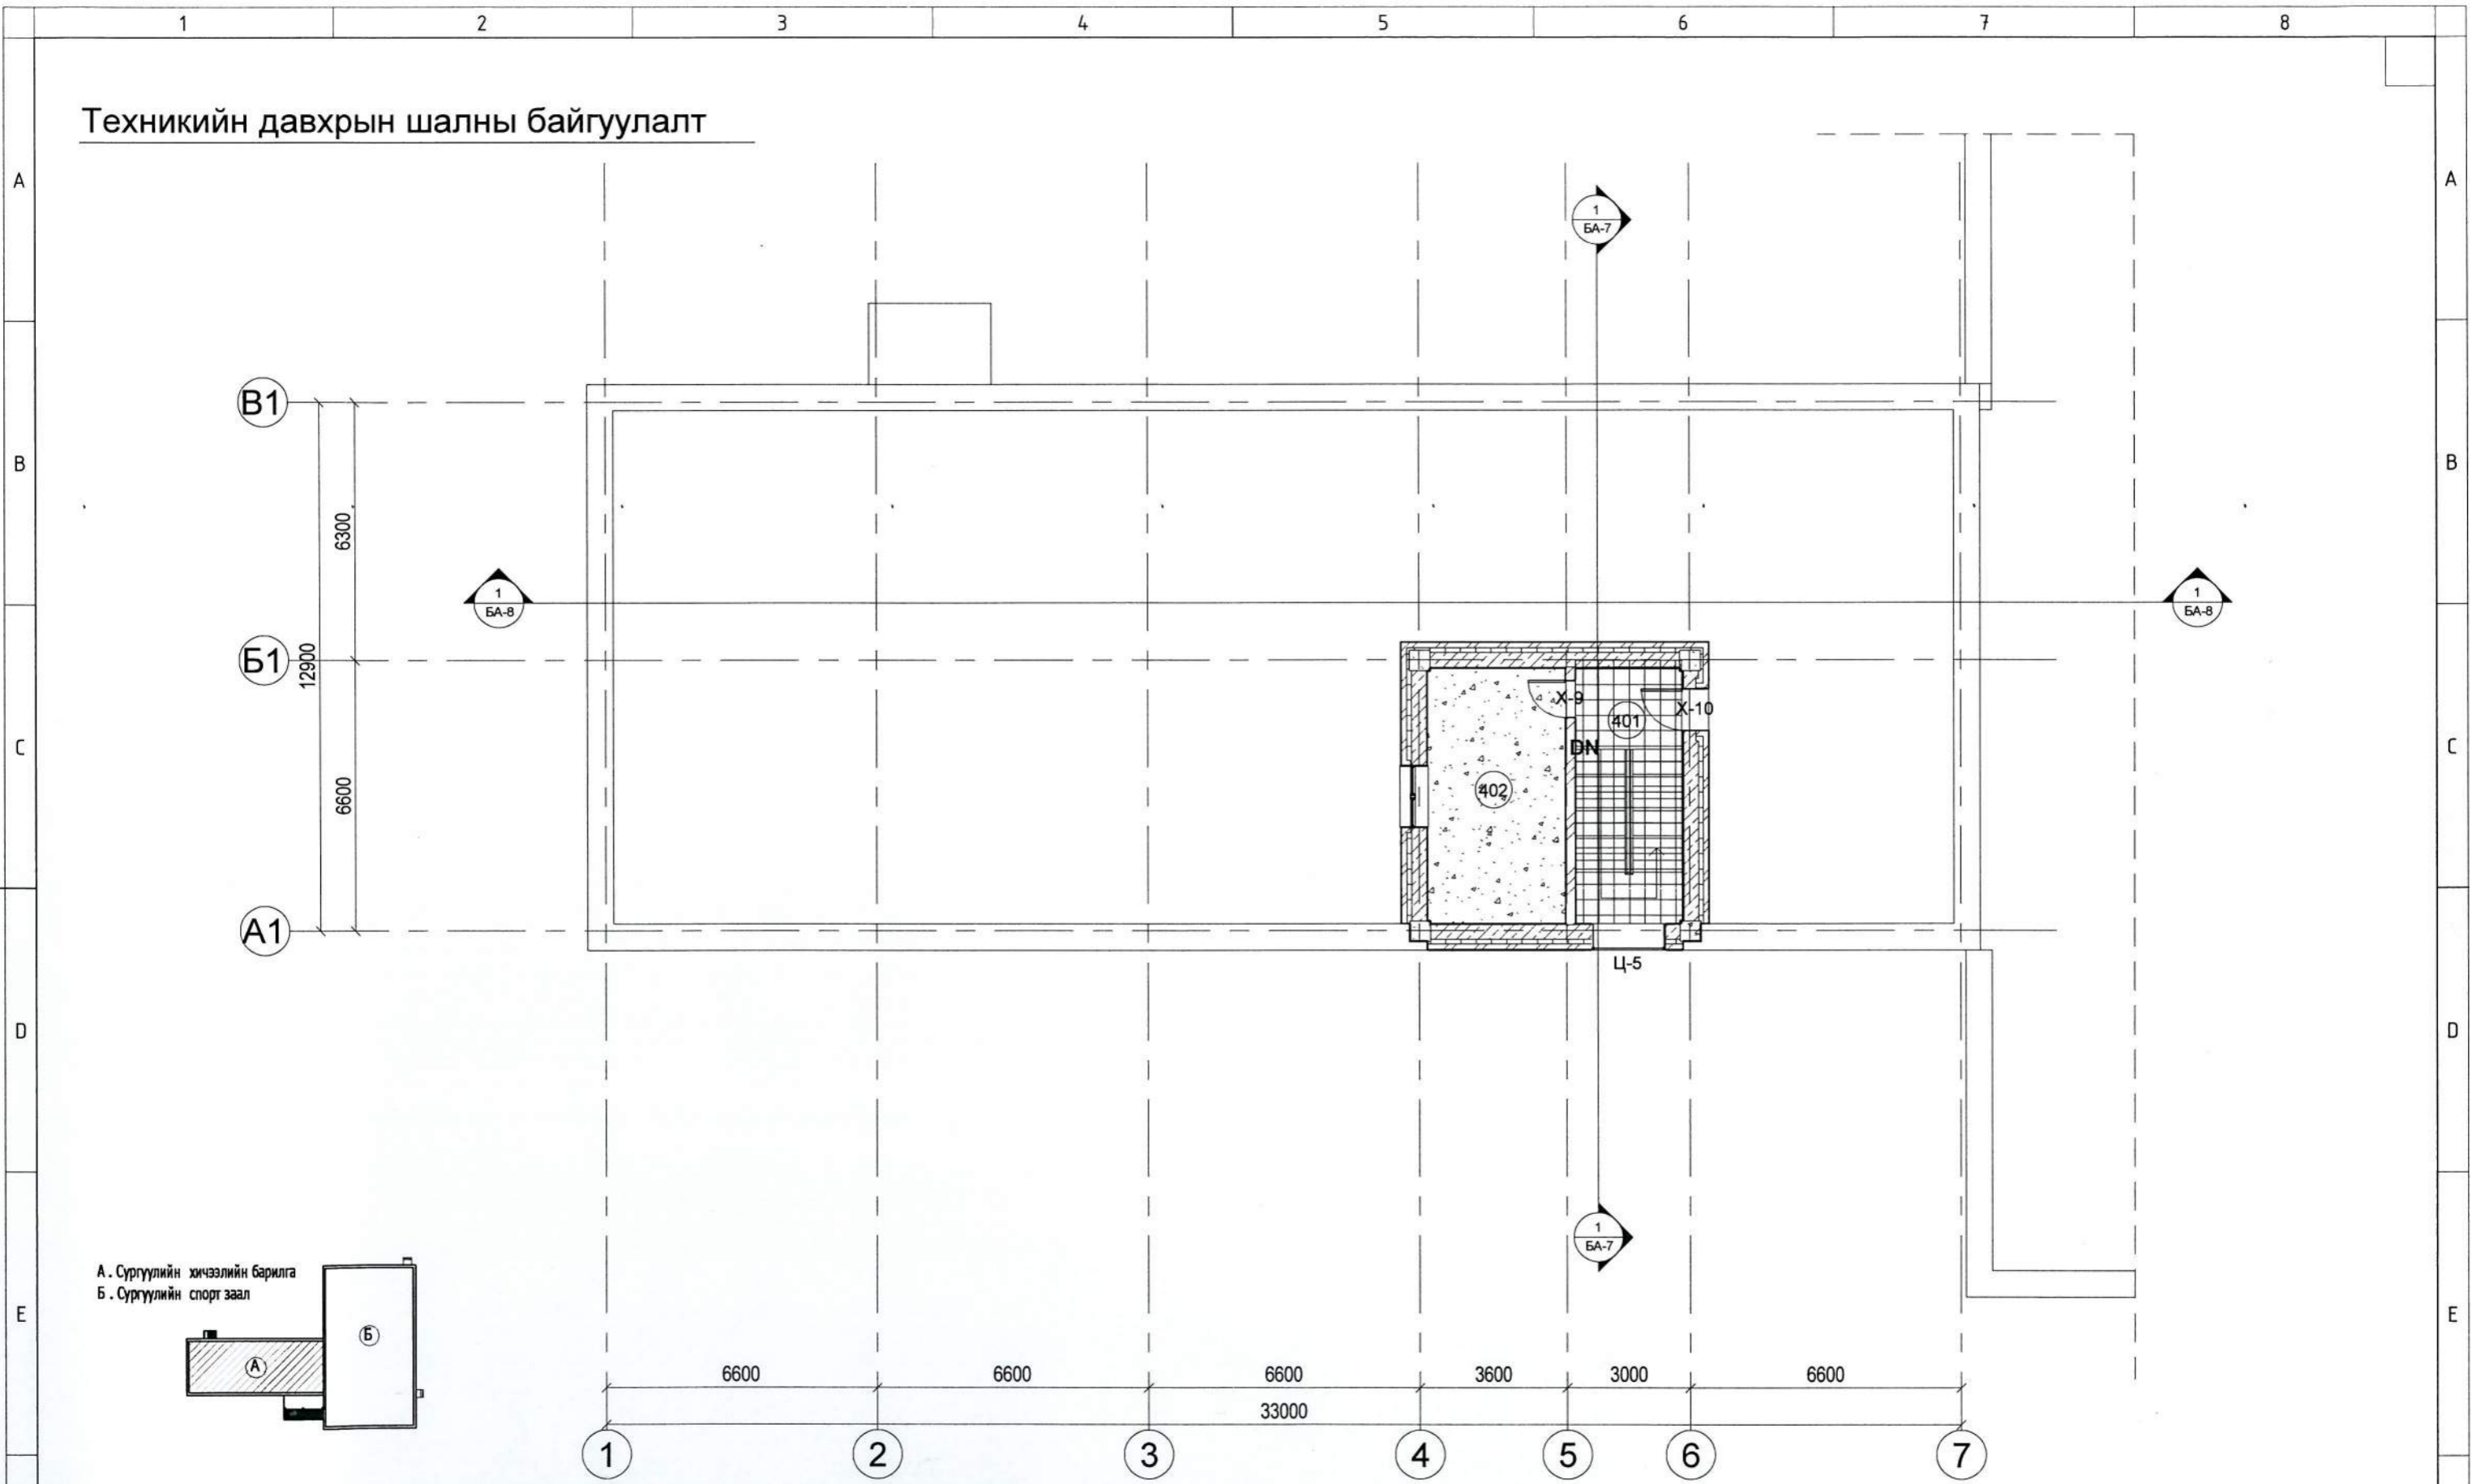 1 2 3 4 5 6 7 8
Техникийн давхрын шалны байгуулалт
A A
1
БА-7
В1
B B
6300
1
БА-8
1
БА-8
Б1
12900
X-9
401
X-10
C C
DN
402
6600
А1
Ц-5
D D
1
БА-7
А. Сургуулийн хичээлийн барилга
Б. Сургуулийн спорт заал
E E
Б
А
6600 6600 6600 3600 3000 6600
33000
1 2 3 4 5 6 7